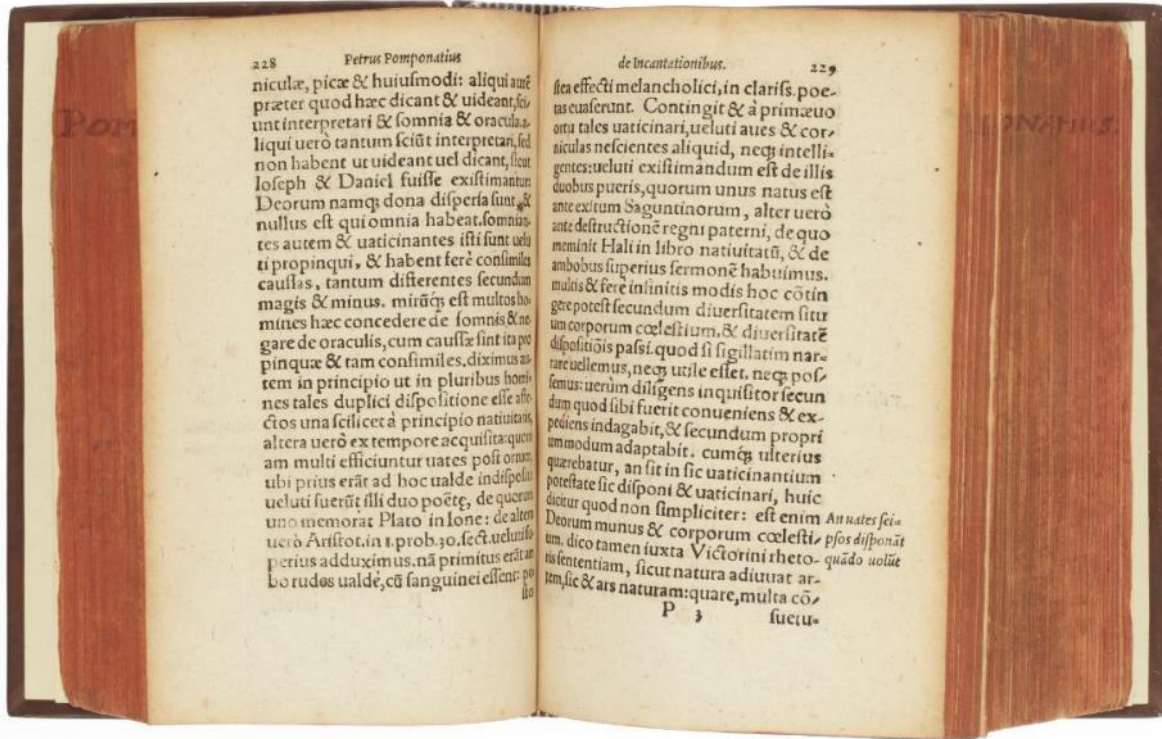 228 Petrus Pomponatius
niculæ, picæ & huiusmodi: aliqui autē
præter quod hæc dicant & uideant, sci-
unt interpretari & somnia & oracula. a-
liqui uerò tantum sciūt interpretari, sed
non habent ut uideant uel dicant, sicut
Ioseph & Daniel fuisse existimantur:
Deorum namq; dona dispersa sunt, &
nullus est qui omnia habeat. somnian-
tes autem & uaticinantes isti sunt uelu
ti propinqui, & habent ferè consimiles
caussas, tantum differentes secundum
magis & minus. mirūq; est multos ho-
mines hæc concedere de somnis, & ne-
gare de oraculis, cum caussæ sint ita pro
pinquæ & tam consimiles. diximus au-
tem in principio ut in pluribus homi-
nes tales duplici dispositione esse affe-
ctos una scilicet à principio natiuitatis,
altera uerò ex tempore acquisita: quoni
am multi efficiuntur uates post ortum,
ubi prius erāt ad hoc ualde indispositi
ueluti fuerūt illi duo poëtę, de quorum
uno memorat Plato in Ione: de altero
uerò Aristot. in 1. prob. 30. sect. ueluti su-
perius adduximus. nā primitus erāt am
bo rudes ualdè, cū sanguinei essent: po
stea
de Incantationibus. 229
stea effecti melancholici, in clariss. poe-
tas euaserunt. Contingit & à primæuo
ortu tales uaticinari, ueluti aues & cor-
niculas nescientes aliquid, neq; intelli-
gentes: ueluti existimandum est de illis
duobus pueris, quorum unus natus est
ante exitum Saguntinorum, alter uerò
ante destructionē regni paterni, de quo
meminit Hali in libro natiuitatū, & de
ambobus superius sermonē habuimus.
multis & ferè infinitis modis hoc cōtin
gere potest secundum diuersitatem situ
um corporum cœlestium, & diuersitatē
dispositiōis passi. quod si sigillatim nar-
rare uellemus, neq; utile esset, neq; pos-
semus: uerùm diligens inquisitor secun
dum quod sibi fuerit conueniens & ex-
pediens indagabit, & secundum propri
um modum adaptabit. cumq; ulterius
quærebatur, an sit in sic uaticinantium
potestate sic disponi & uaticinari, huic
dicitur quod non simpliciter: est enim
Deorum munus & corporum cœlesti-
um. dico tamen iuxta Victorini rheto-
ris sententiam, sicut natura adiuuat ar-
tem, sic & ars naturam: quare, multa cō-
An uates sei-
psos disponāt
quādo uolūt
P 3 suetu-